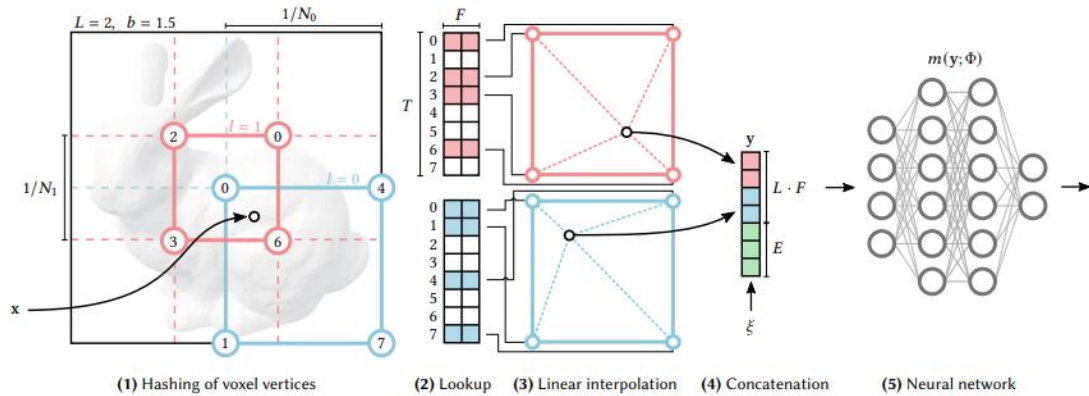 L = 2, b = 1.5
1/N₀
1/N₁
l = 1
l = 0
2
0
0
4
3
6
1
7
x
F
T
0
1
2
3
4
5
6
7
0
1
2
3
4
5
6
7
y
L · F
E
ξ
m(y; Φ)
(1) Hashing of voxel vertices
(2) Lookup
(3) Linear interpolation
(4) Concatenation
(5) Neural network